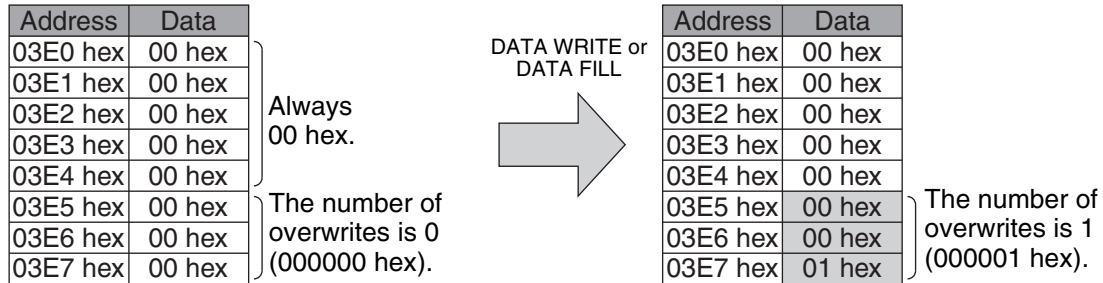 Address Data
03E0 hex 00 hex
03E1 hex 00 hex
03E2 hex 00 hex
03E3 hex 00 hex
03E4 hex 00 hex
03E5 hex 00 hex
03E6 hex 00 hex
03E7 hex 00 hex
Always
00 hex.
The number of
overwrites is 0
(000000 hex).
DATA WRITE or
DATA FILL
Address Data
03E0 hex 00 hex
03E1 hex 00 hex
03E2 hex 00 hex
03E3 hex 00 hex
03E4 hex 00 hex
03E5 hex 00 hex
03E6 hex 00 hex
03E7 hex 01 hex
The number of
overwrites is 1
(000001 hex).